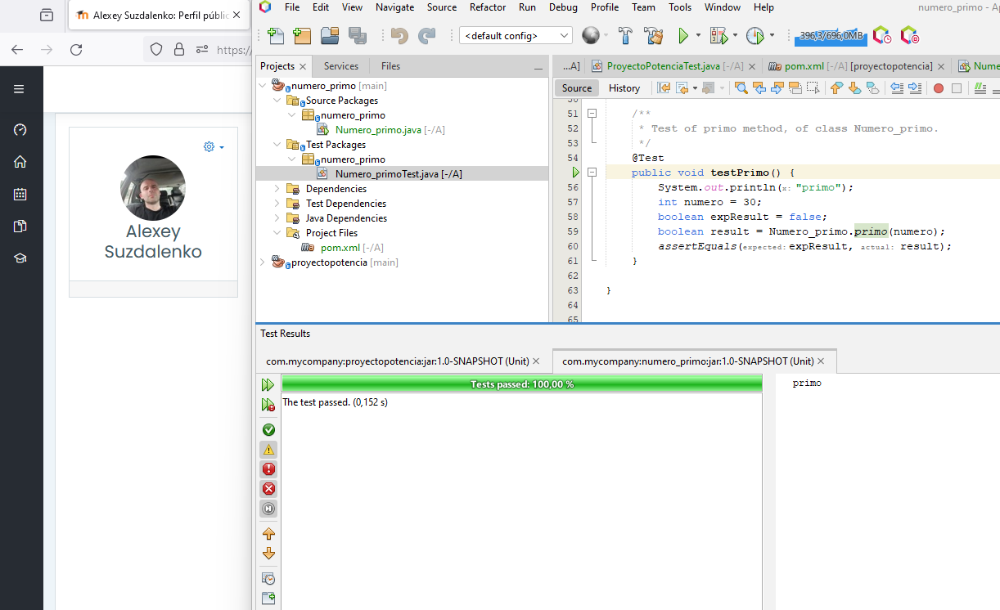 Alexey Suzdalenko: Perfil públic
https://
Alexey
Suzdalenko
File Edit View Navigate Source Refactor Run Debug Profile Team Tools Window Help
numero_primo - Ap
<default config>
396,3/696,0MB
Projects Services Files
numero_primo [main]
Source Packages
numero_primo
Numero_primo.java [-/A]
Test Packages
numero_primo
Numero_primoTest.java [-/A]
Dependencies
Test Dependencies
Java Dependencies
Project Files
pom.xml [-/A]
proyectopotencia [main]
...A] ProyectoPotenciaTest.java [-/A] pom.xml [-/A] [proyectopotencia] Nume
Source History
50
51 /**
52 * Test of primo method, of class Numero_primo.
53 */
54 @Test
public void testPrimo() {
56 System.out.println(x: "primo");
57 int numero = 30;
58 boolean expResult = false;
59 boolean result = Numero_primo.primo(numero);
60 assertEquals(expected: expResult, actual: result);
61 }
62
63 }
64
65
Test Results
com.mycompany:proyectopotencia:jar:1.0-SNAPSHOT (Unit) com.mycompany:numero_primo:jar:1.0-SNAPSHOT (Unit)
Tests passed: 100,00 %
The test passed. (0,152 s)
primo